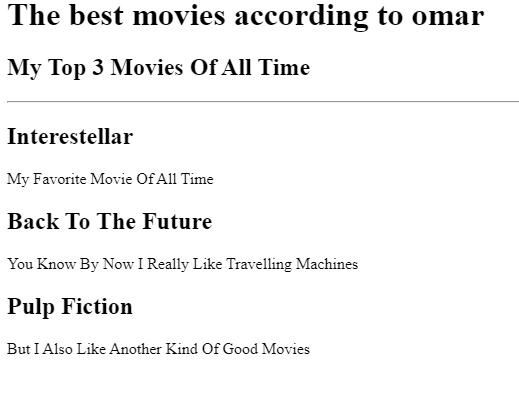 The best movies according to omar
My Top 3 Movies Of All Time
Interestellar
My Favorite Movie Of All Time
Back To The Future
You Know By Now I Really Like Travelling Machines
Pulp Fiction
But I Also Like Another Kind Of Good Movies